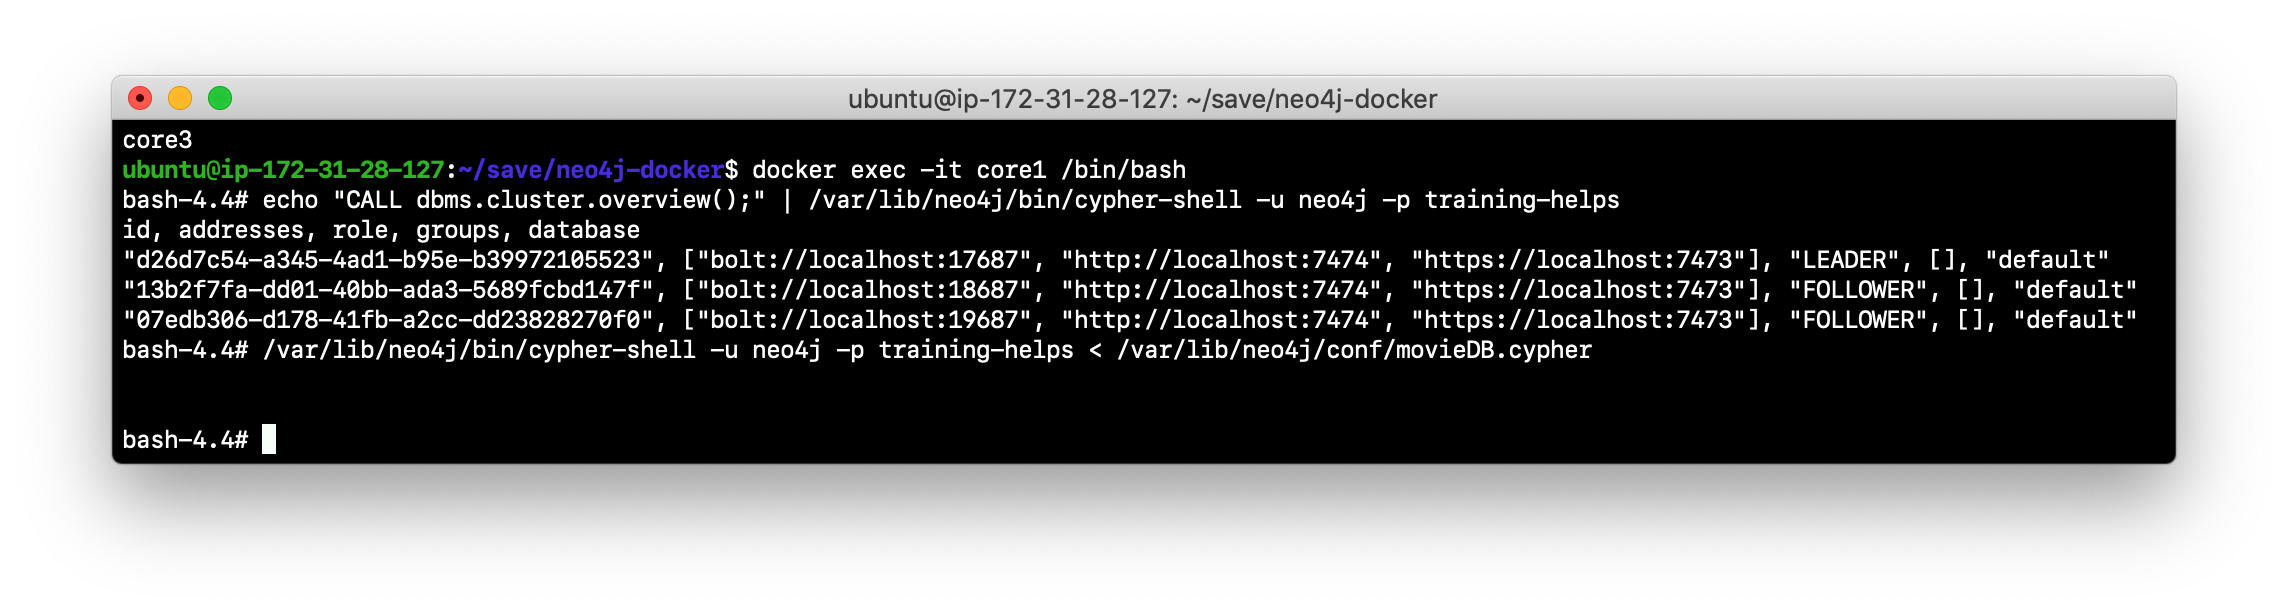 ubuntu@ip-172-31-28-127: ~/save/neo4j-docker
core3
ubuntu@ip-172-31-28-127:~/save/neo4j-docker$ docker exec -it core1 /bin/bash
bash-4.4# echo "CALL dbms.cluster.overview();" | /var/lib/neo4j/bin/cypher-shell -u neo4j -p training-helps
id, addresses, role, groups, database
"d26d7c54-a345-4ad1-b95e-b39972105523", ["bolt://localhost:17687", "http://localhost:7474", "https://localhost:7473"], "LEADER", [], "default"
"13b2f7fa-dd01-40bb-ada3-5689fcbd147f", ["bolt://localhost:18687", "http://localhost:7474", "https://localhost:7473"], "FOLLOWER", [], "default"
"07edb306-d178-41fb-a2cc-dd23828270f0", ["bolt://localhost:19687", "http://localhost:7474", "https://localhost:7473"], "FOLLOWER", [], "default"
bash-4.4# /var/lib/neo4j/bin/cypher-shell -u neo4j -p training-helps < /var/lib/neo4j/conf/movieDB.cypher
bash-4.4#